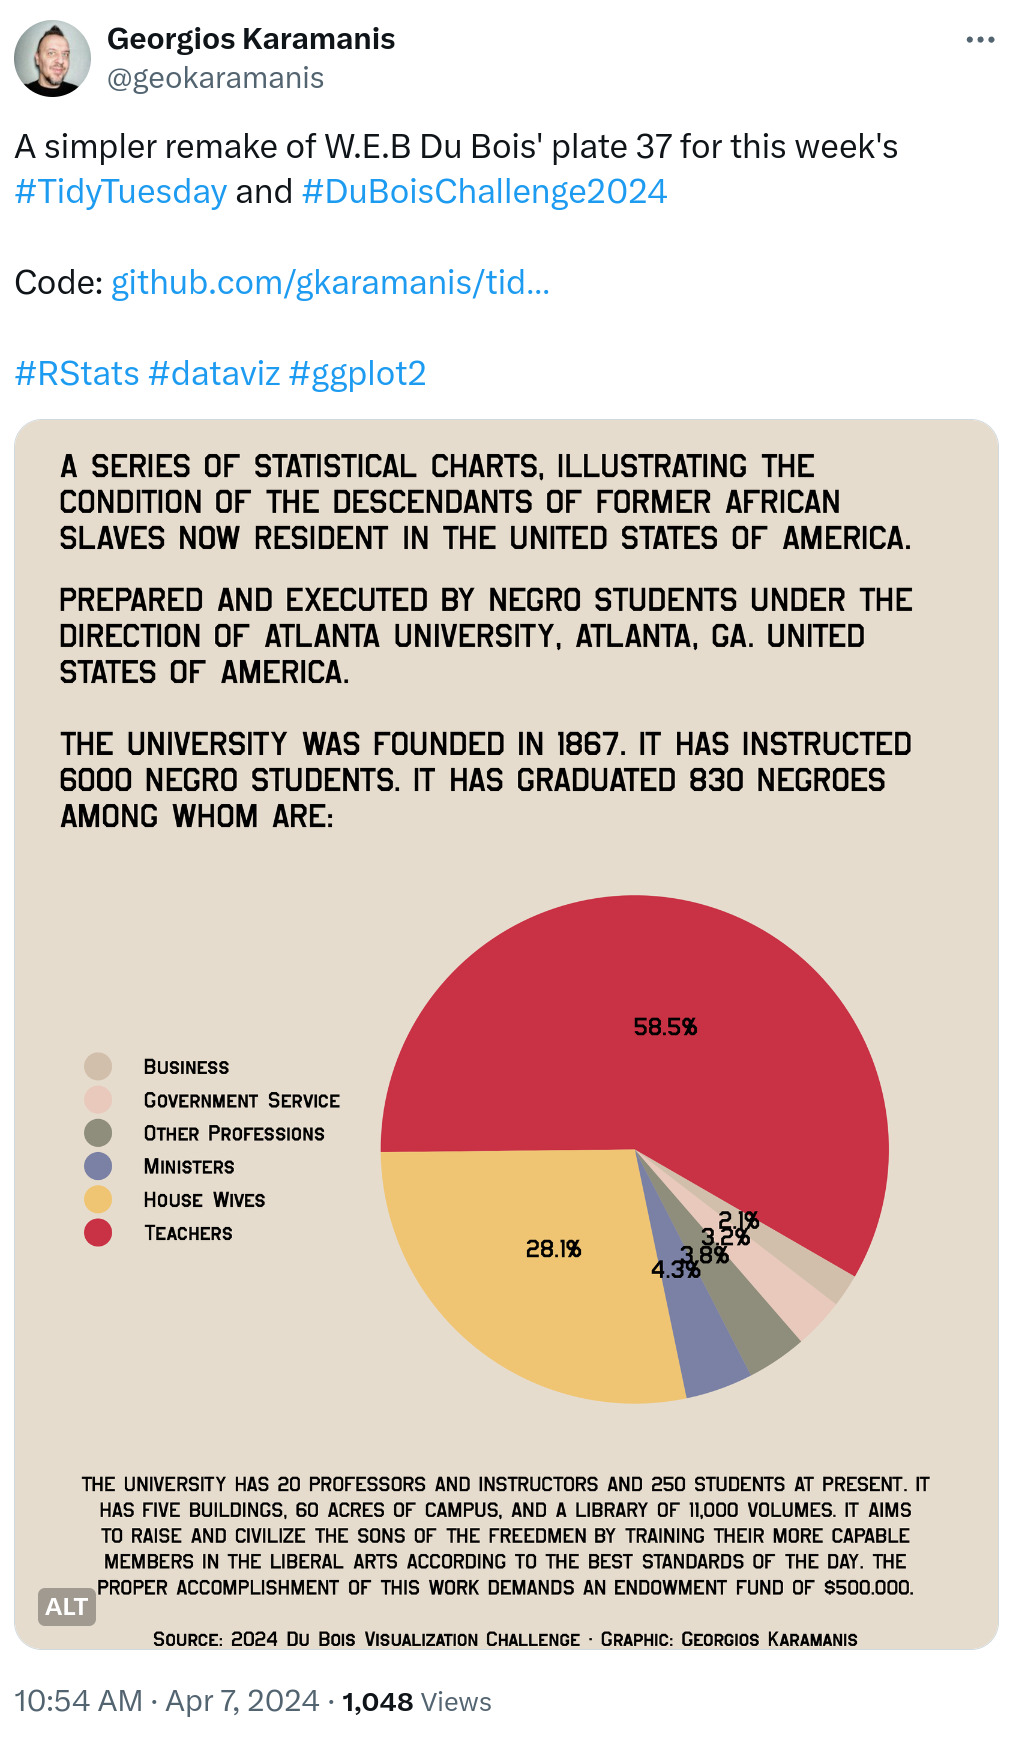 Georgios Karamanis
@geokaramanis
A simpler remake of W.E.B Du Bois' plate 37 for this week's
#TidyTuesday and #DuBoisChallenge2024
Code: github.com/gkaramanis/tid…
#RStats #dataviz #ggplot2
A SERIES OF STATISTICAL CHARTS, ILLUSTRATING THE
CONDITION OF THE DESCENDANTS OF FORMER AFRICAN
SLAVES NOW RESIDENT IN THE UNITED STATES OF AMERICA.
PREPARED AND EXECUTED BY NEGRO STUDENTS UNDER THE
DIRECTION OF ATLANTA UNIVERSITY, ATLANTA, GA. UNITED
STATES OF AMERICA.
THE UNIVERSITY WAS FOUNDED IN 1867. IT HAS INSTRUCTED
6000 NEGRO STUDENTS. IT HAS GRADUATED 830 NEGROES
AMONG WHOM ARE:
58.5%
Business
Government Service
Other Professions
Ministers
House Wives
Teachers
2.1%
3.2%
3.8%
4.3%
28.1%
THE UNIVERSITY HAS 20 PROFESSORS AND INSTRUCTORS AND 250 STUDENTS AT PRESENT. IT
HAS FIVE BUILDINGS, 60 ACRES OF CAMPUS, AND A LIBRARY OF 11,000 VOLUMES. IT AIMS
TO RAISE AND CIVILIZE THE SONS OF THE FREEDMEN BY TRAINING THEIR MORE CAPABLE
MEMBERS IN THE LIBERAL ARTS ACCORDING TO THE BEST STANDARDS OF THE DAY. THE
PROPER ACCOMPLISHMENT OF THIS WORK DEMANDS AN ENDOWMENT FUND OF $500.000.
ALT
Source: 2024 Du Bois Visualization Challenge · Graphic: Georgios Karamanis
10:54 AM · Apr 7, 2024 · 1,048 Views